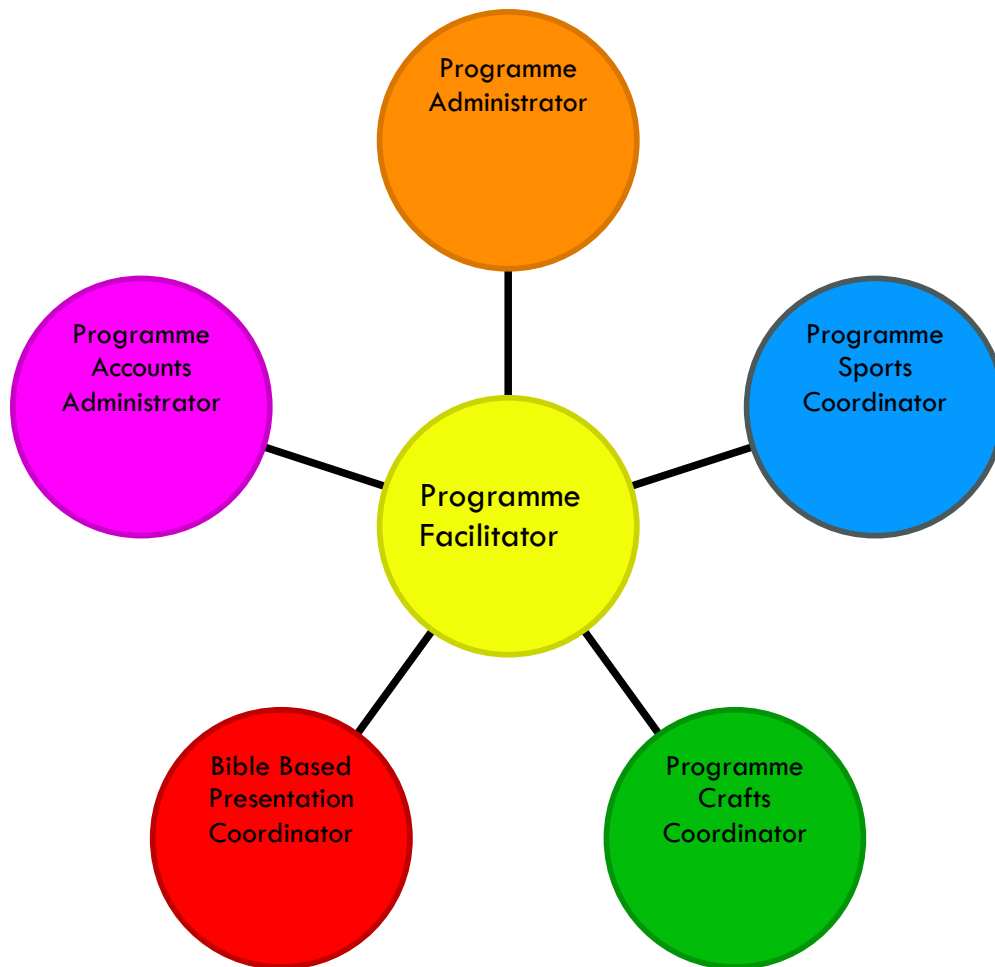 Programme
Administrator
Programme
Accounts
Administrator
Programme
Sports
Coordinator
Programme
Facilitator
Bible Based
Presentation
Coordinator
Programme
Crafts
Coordinator